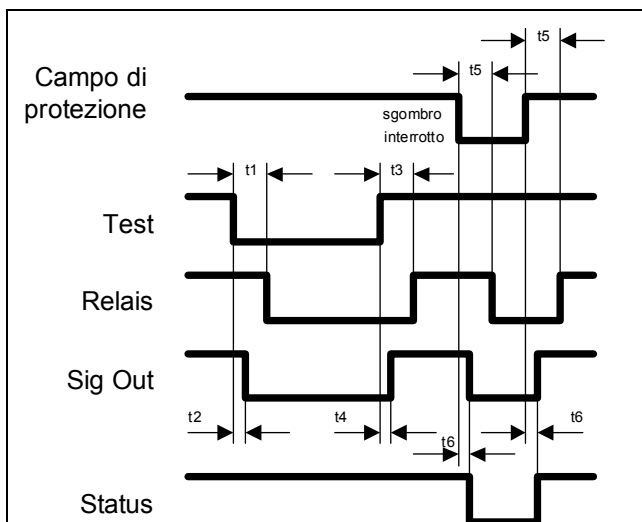 t5
t5
Campo di
protezione
sgombro
interrotto
t1
t3
Test
Relais
Sig Out
t2
t4
t6
t6
Status